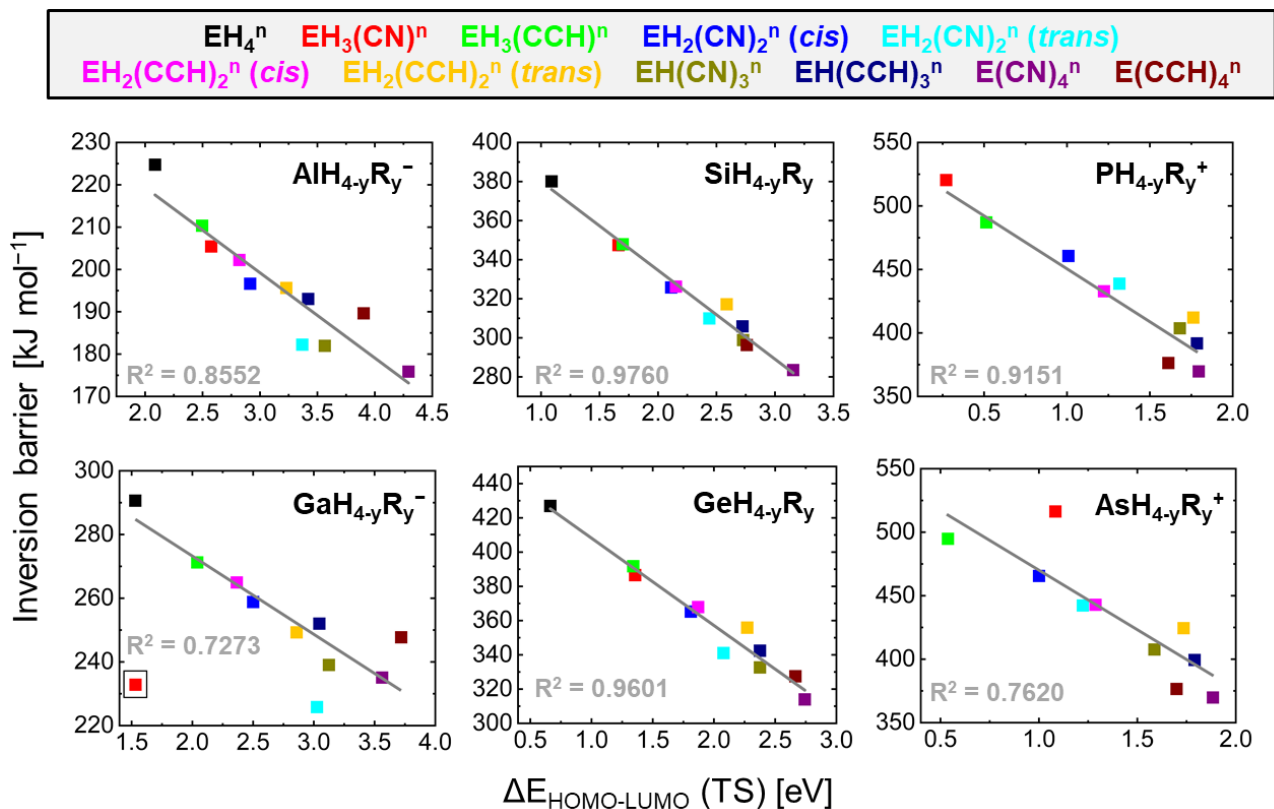 EH₄ⁿ EH₃(CN)ⁿ EH₃(CCH)ⁿ EH₂(CN)₂ⁿ (cis) EH₂(CN)₂ⁿ (trans)
EH₂(CCH)₂ⁿ (cis) EH₂(CCH)₂ⁿ (trans) EH(CN)₃ⁿ EH(CCH)₃ⁿ E(CN)₄ⁿ E(CCH)₄ⁿ
Inversion barrier [kJ mol⁻¹]
AlH₄₋yRy⁻
R² = 0.8552
230
220
210
200
190
180
170
2.0 2.5 3.0 3.5 4.0 4.5
SiH₄₋yRy
R² = 0.9760
400
380
360
340
320
300
280
1.0 1.5 2.0 2.5 3.0 3.5
PH₄₋yRy⁺
R² = 0.9151
550
500
450
400
350
0.5 1.0 1.5 2.0
GaH₄₋yRy⁻
R² = 0.7273
300
280
260
240
220
1.5 2.0 2.5 3.0 3.5 4.0
GeH₄₋yRy
R² = 0.9601
440
420
400
380
360
340
320
300
0.5 1.0 1.5 2.0 2.5 3.0
AsH₄₋yRy⁺
R² = 0.7620
550
500
450
400
350
0.5 1.0 1.5 2.0
ΔE_HOMO-LUMO (TS) [eV]